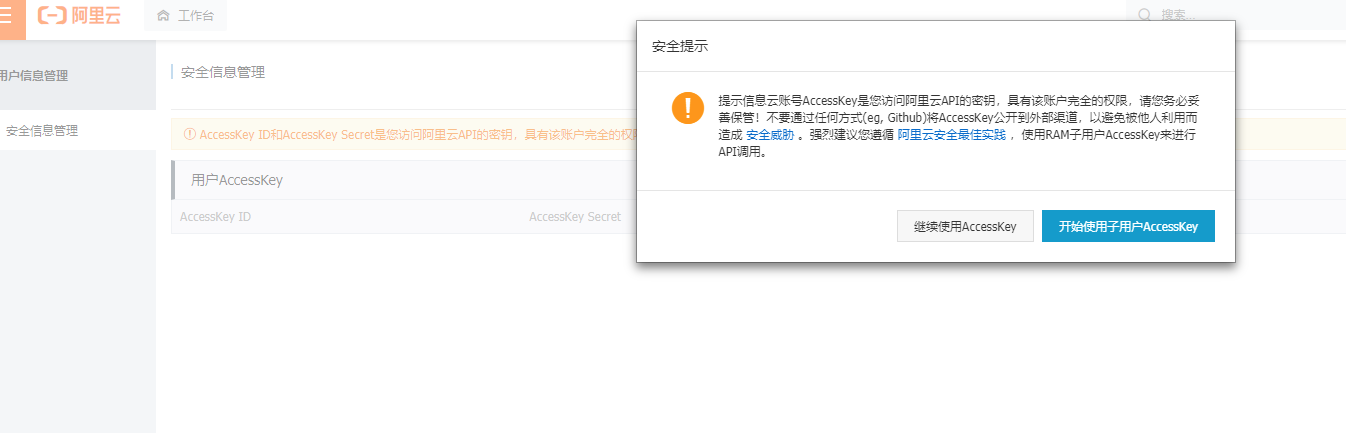 阿里云
工作台
搜索...
安全提示
用户信息管理
安全信息管理
提示信息云账号AccessKey是您访问阿里云API的密钥，具有该账户完全的权限，请您务必妥
善保管！不要通过任何方式(eg, Github)将AccessKey公开到外部渠道，以避免被他人利用而
造成 安全威胁 。强烈建议您遵循 阿里云安全最佳实践 ，使用RAM子用户AccessKey来进行
API调用。
安全信息管理
AccessKey ID和AccessKey Secret是您访问阿里云API的密钥，具有该账户完全的权
用户AccessKey
AccessKey ID
AccessKey Secret
继续使用AccessKey
开始使用子用户AccessKey